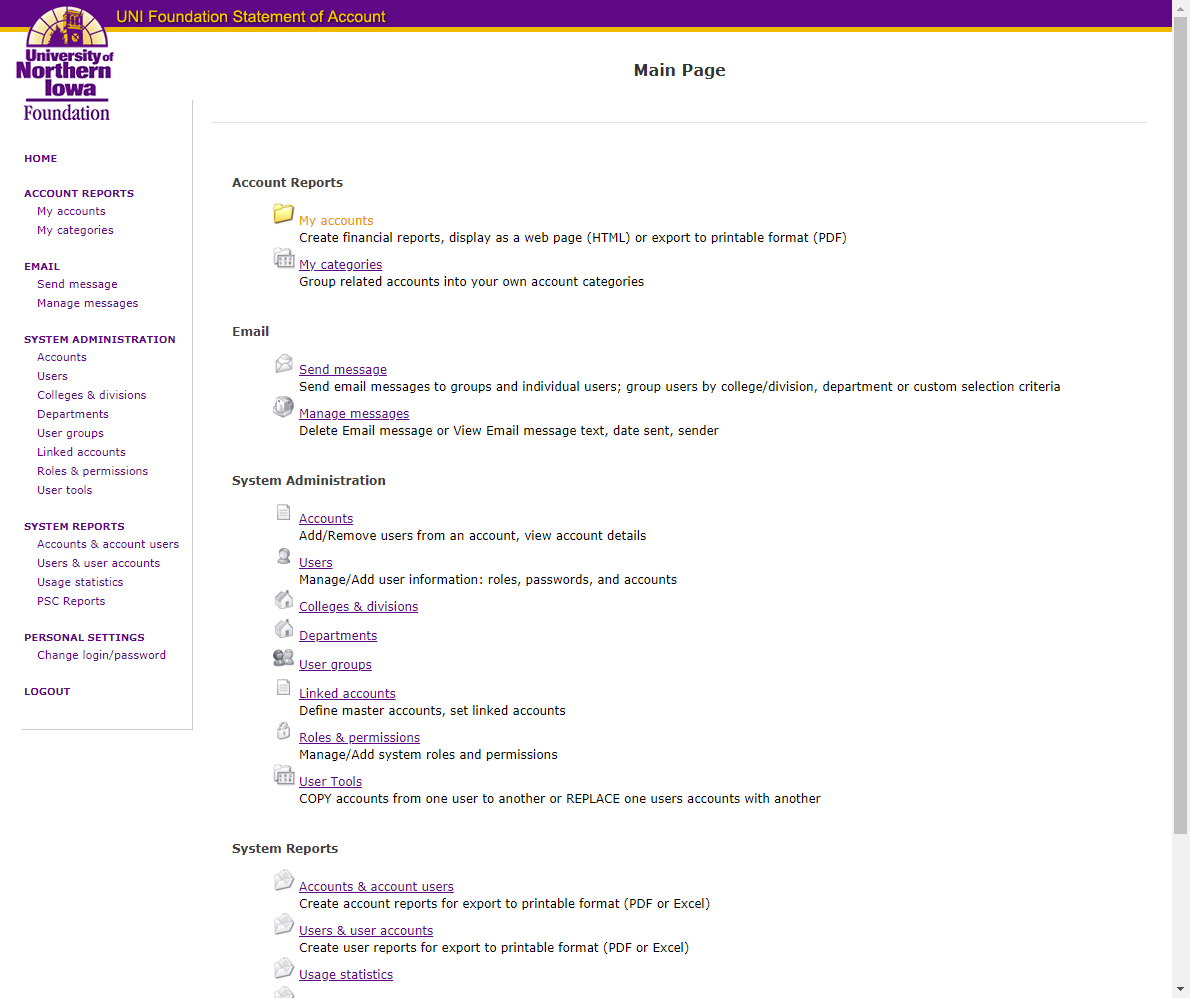 UNI Foundation Statement of Account
University of
Northern
Iowa
Foundation
HOME
ACCOUNT REPORTS
My accounts
My categories
EMAIL
Send message
Manage messages
SYSTEM ADMINISTRATION
Accounts
Users
Colleges & divisions
Departments
User groups
Linked accounts
Roles & permissions
User tools
SYSTEM REPORTS
Accounts & account users
Users & user accounts
Usage statistics
PSC Reports
PERSONAL SETTINGS
Change login/password
LOGOUT
Main Page
Account Reports
My accounts
Create financial reports, display as a web page (HTML) or export to printable format (PDF)
My categories
Group related accounts into your own account categories
Email
Send message
Send email messages to groups and individual users; group users by college/division, department or custom selection criteria
Manage messages
Delete Email message or View Email message text, date sent, sender
System Administration
Accounts
Add/Remove users from an account, view account details
Users
Manage/Add user information: roles, passwords, and accounts
Colleges & divisions
Departments
User groups
Linked accounts
Define master accounts, set linked accounts
Roles & permissions
Manage/Add system roles and permissions
User Tools
COPY accounts from one user to another or REPLACE one users accounts with another
System Reports
Accounts & account users
Create account reports for export to printable format (PDF or Excel)
Users & user accounts
Create user reports for export to printable format (PDF or Excel)
Usage statistics